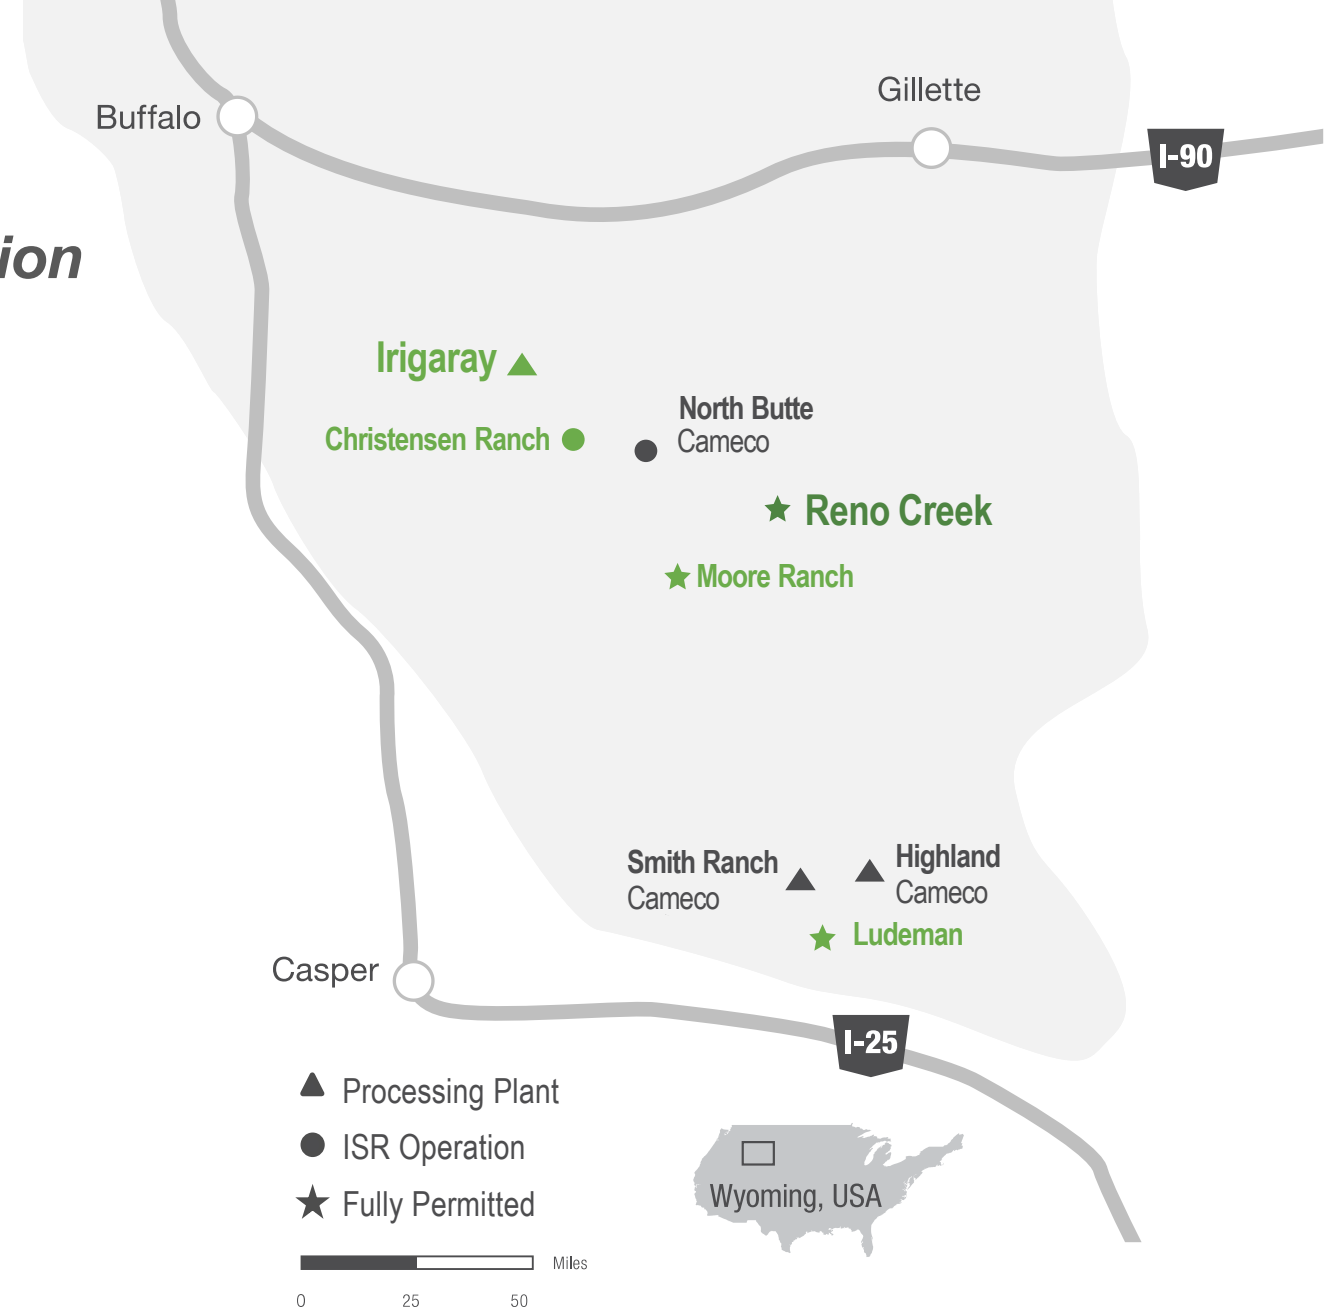 Gillette
Buffalo
I-90
ion
Irigaray
North Butte
Cameco
Christensen Ranch
Reno Creek
Moore Ranch
Smith Ranch
Cameco
Highland
Cameco
Ludeman
Casper
I-25
Processing Plant
ISR Operation
Fully Permitted
Wyoming, USA
Miles
0 25 50